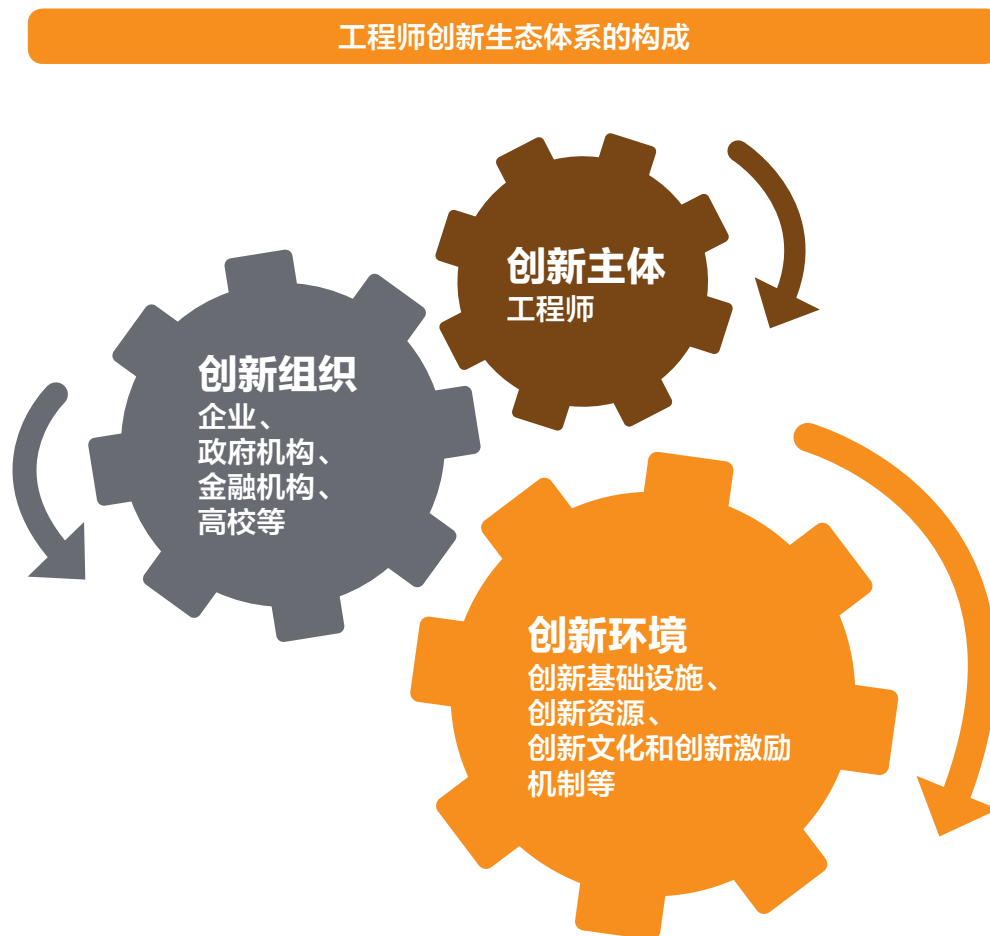 工程师创新生态体系的构成
创新主体
工程师
创新组织
企业、
政府机构、
金融机构、
高校等
创新环境
创新基础设施、
创新资源、
创新文化和创新激励
机制等